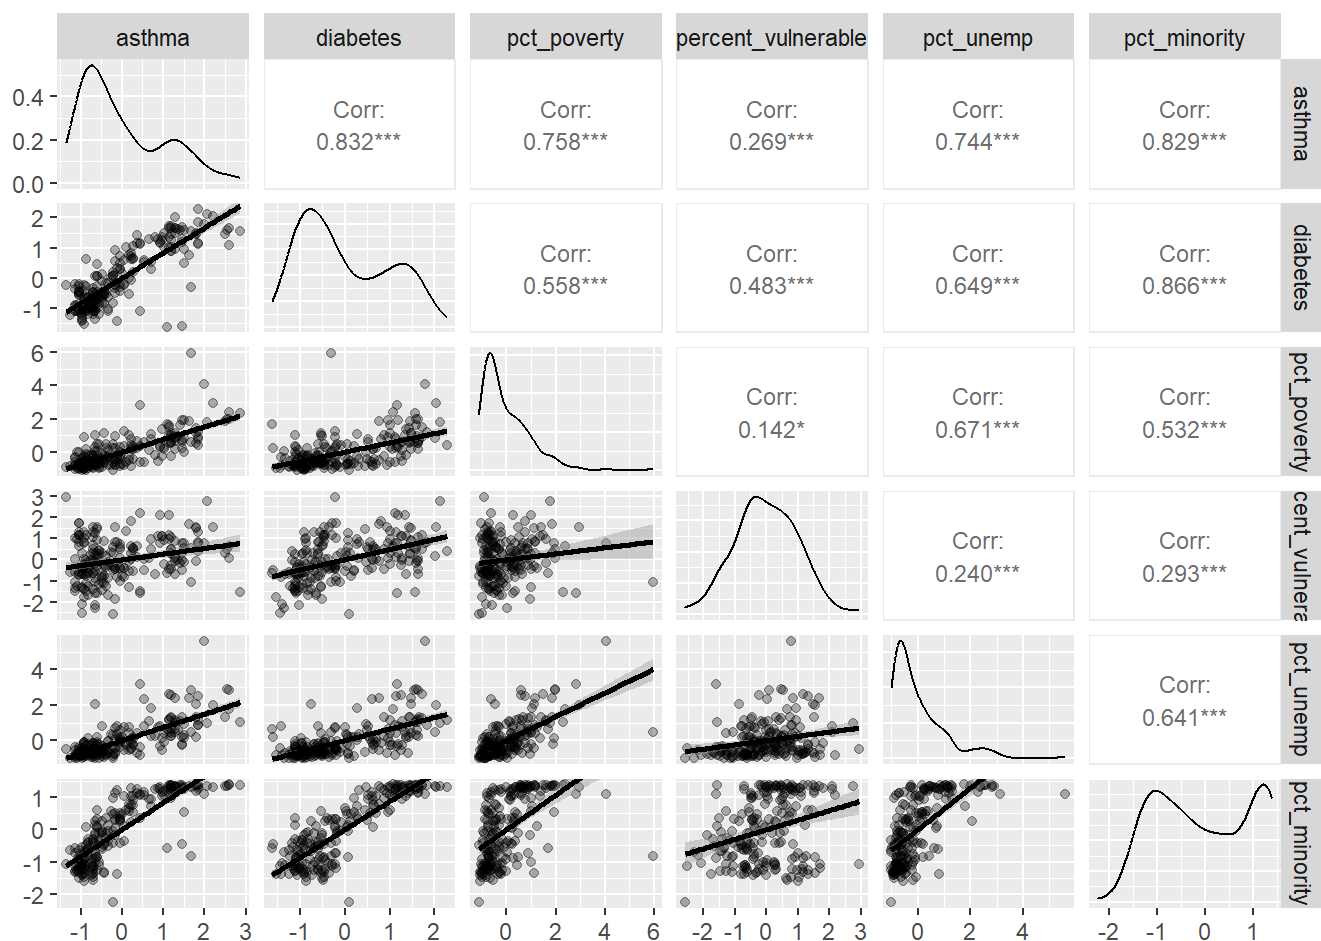 asthma diabetes pct_poverty percent_vulnerable pct_unemp pct_minority
0.4
0.2
0.0
Corr:
0.832***
Corr:
0.758***
Corr:
0.269***
Corr:
0.744***
Corr:
0.829***
asthma
2
1
0
-1
Corr:
0.558***
Corr:
0.483***
Corr:
0.649***
Corr:
0.866***
diabetes
6
4
2
0
Corr:
0.142*
Corr:
0.671***
Corr:
0.532***
pct_poverty
3
2
1
0
-1
-2
Corr:
0.240***
Corr:
0.293***
cent_vulnera
4
2
0
Corr:
0.641***
pct_unemp
1
0
-1
-2
pct_minority
-1 0 1 2 3 -1 0 1 2 0 2 4 6 -2 -1 0 1 2 3 0 2 4 -2 -1 0 1